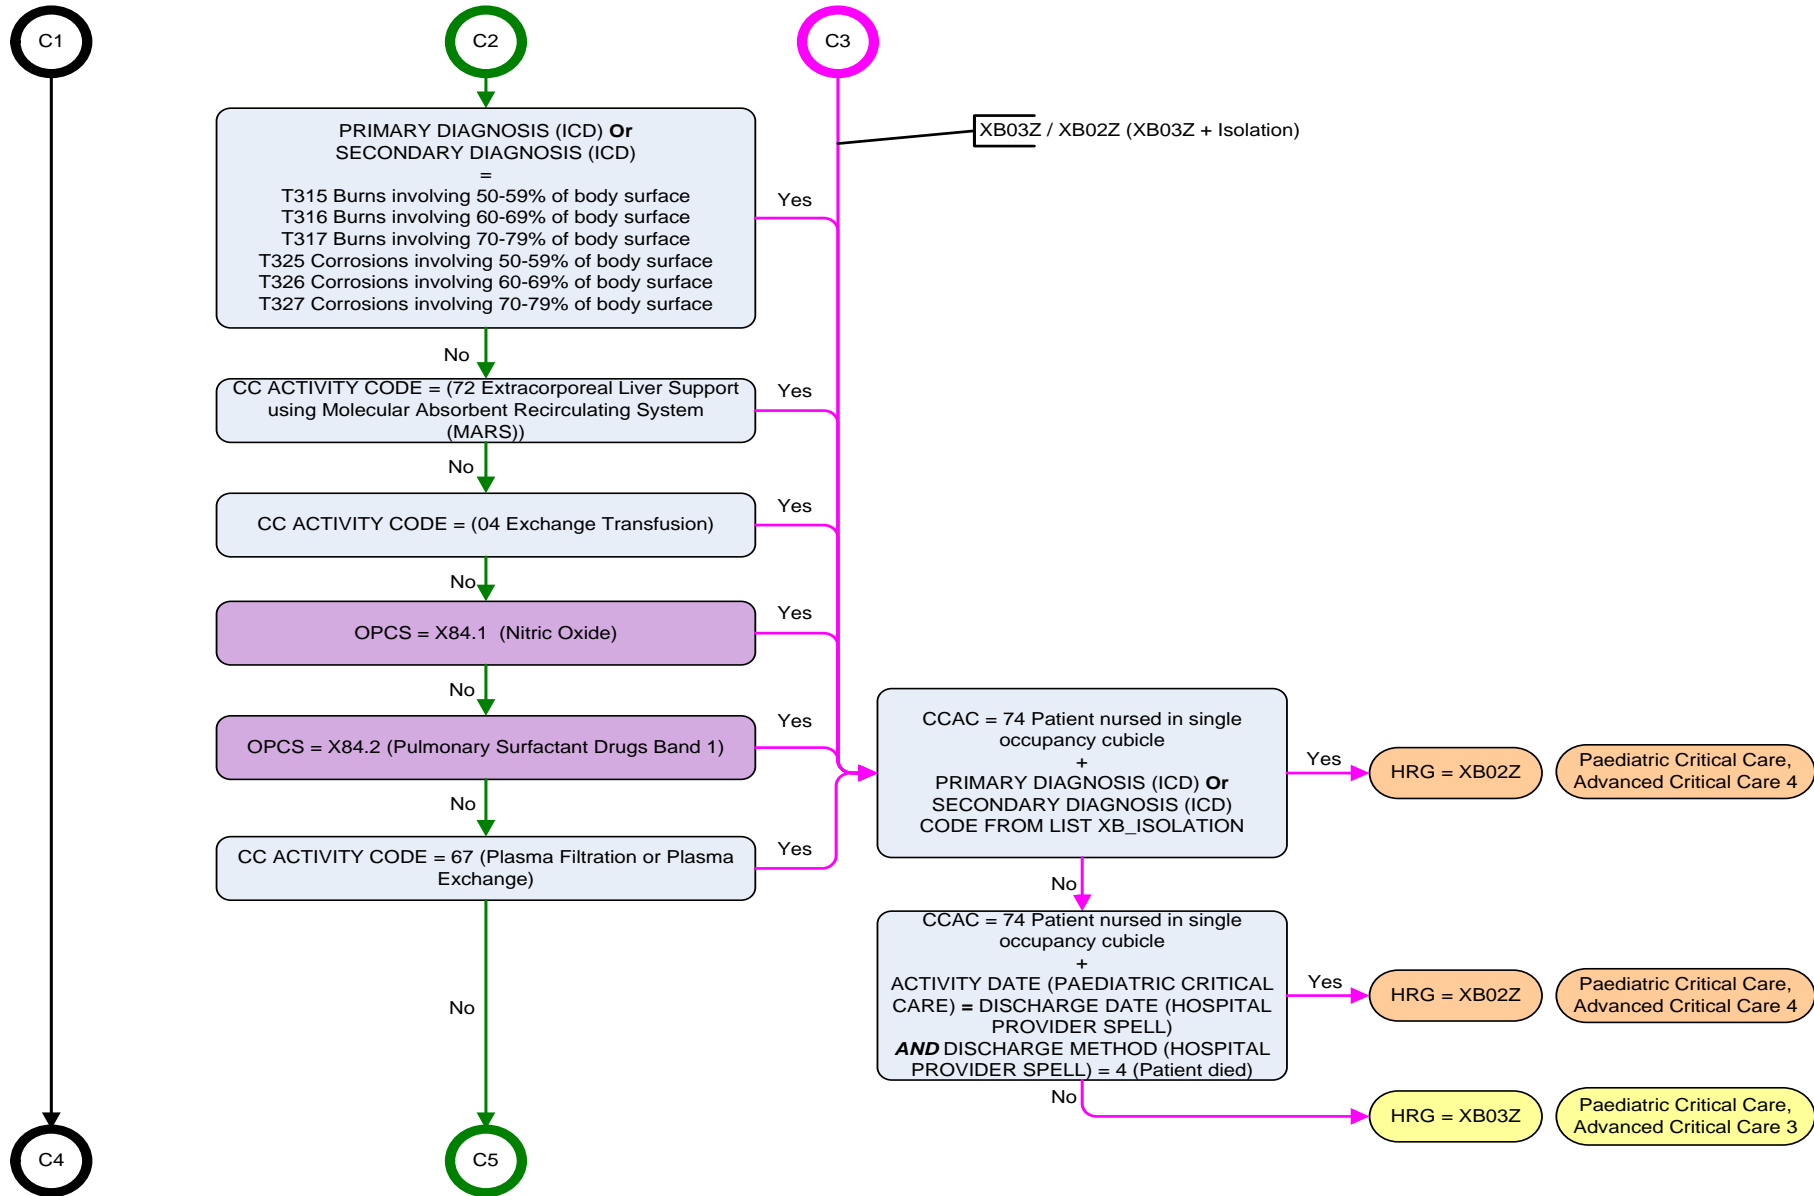 C1
C2
C3
XB03Z / XB02Z (XB03Z + Isolation)
PRIMARY DIAGNOSIS (ICD) Or
SECONDARY DIAGNOSIS (ICD)
=
T315 Burns involving 50-59% of body surface
T316 Burns involving 60-69% of body surface
T317 Burns involving 70-79% of body surface
T325 Corrosions involving 50-59% of body surface
T326 Corrosions involving 60-69% of body surface
T327 Corrosions involving 70-79% of body surface
Yes
No
CC ACTIVITY CODE = (72 Extracorporeal Liver Support
using Molecular Absorbent Recirculating System
(MARS))
Yes
No
CC ACTIVITY CODE = (04 Exchange Transfusion)
Yes
No
OPCS = X84.1  (Nitric Oxide)
Yes
No
OPCS = X84.2 (Pulmonary Surfactant Drugs Band 1)
Yes
No
CC ACTIVITY CODE = 67 (Plasma Filtration or Plasma
Exchange)
Yes
No
CCAC = 74 Patient nursed in single
occupancy cubicle
+
PRIMARY DIAGNOSIS (ICD) Or
SECONDARY DIAGNOSIS (ICD)
CODE FROM LIST XB_ISOLATION
Yes
HRG = XB02Z
Paediatric Critical Care,
Advanced Critical Care 4
No
CCAC = 74 Patient nursed in single
occupancy cubicle
+
ACTIVITY DATE (PAEDIATRIC CRITICAL
CARE) = DISCHARGE DATE (HOSPITAL
PROVIDER SPELL)
AND DISCHARGE METHOD (HOSPITAL
PROVIDER SPELL) = 4 (Patient died)
Yes
HRG = XB02Z
Paediatric Critical Care,
Advanced Critical Care 4
No
HRG = XB03Z
Paediatric Critical Care,
Advanced Critical Care 3
C4
C5